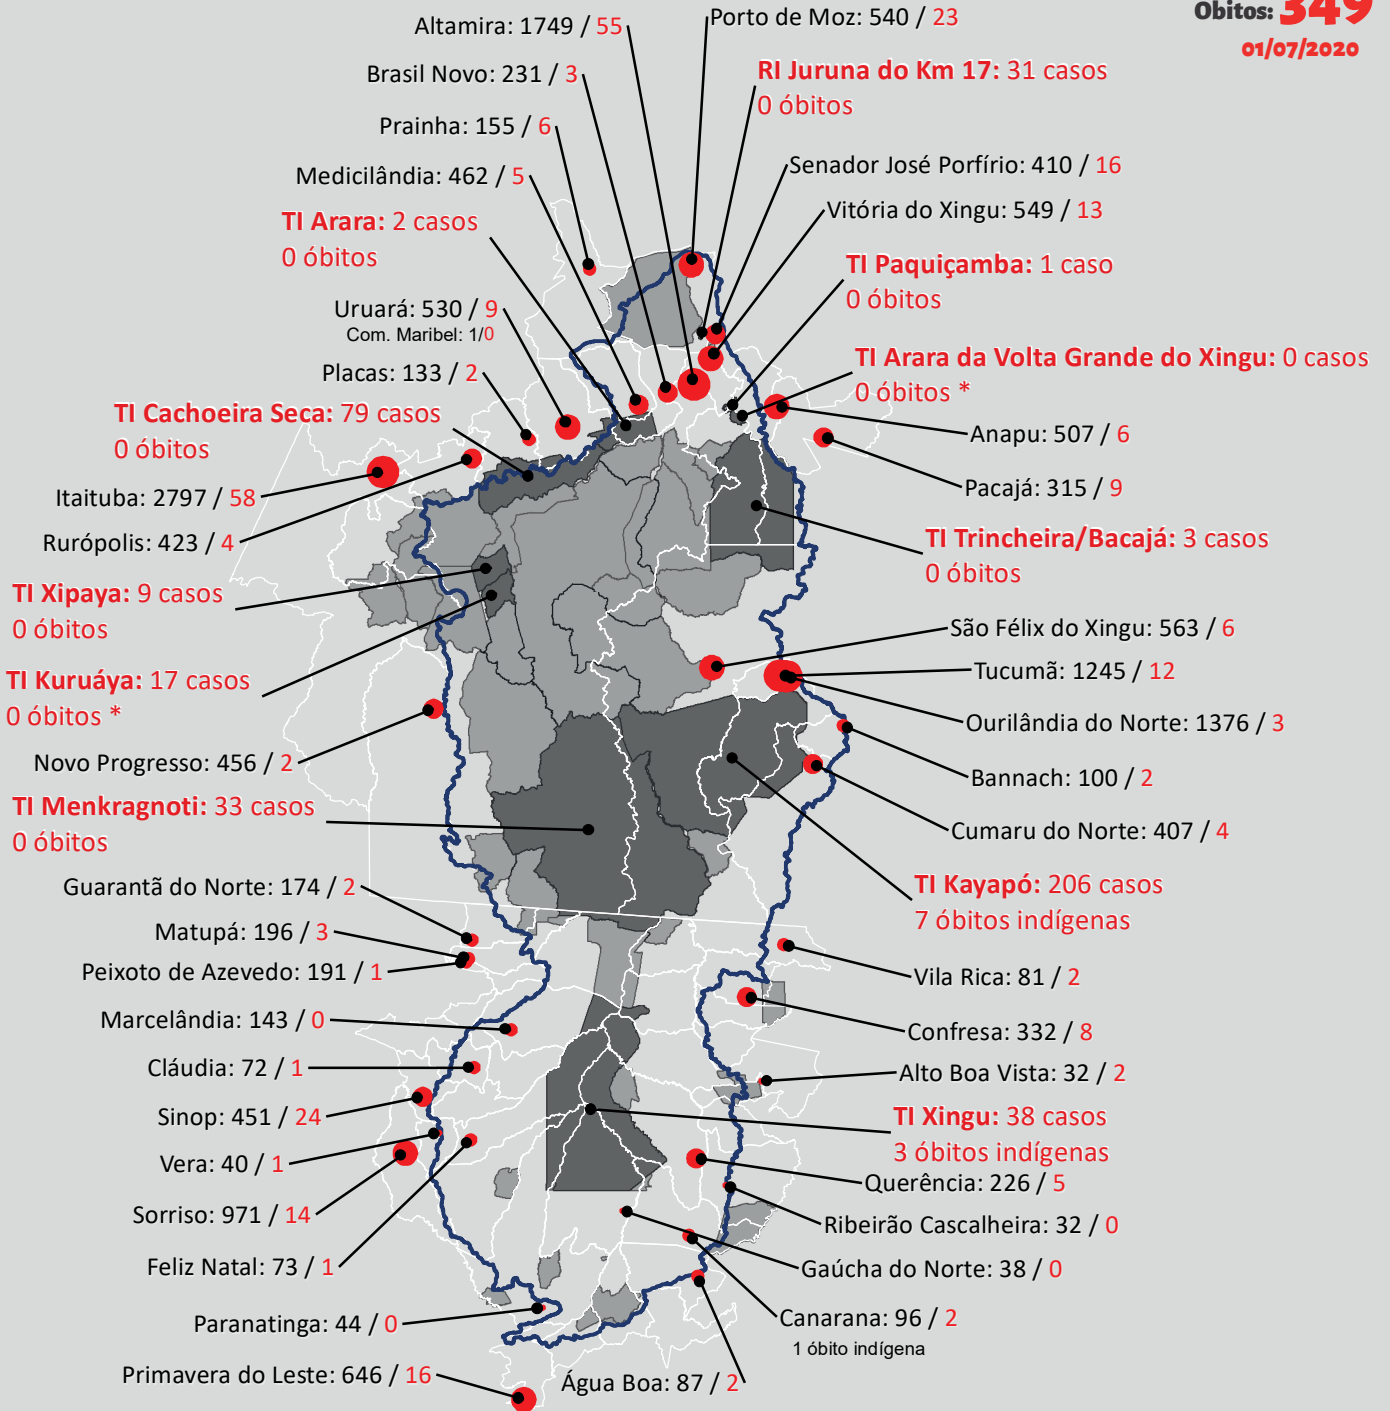 Óbitos: 349
01/07/2020
Altamira: 1749 / 55
Porto de Moz: 540 / 23
Brasil Novo: 231 / 3
RI Juruna do Km 17: 31 casos
0 óbitos
Prainha: 155 / 6
Senador José Porfírio: 410 / 16
Medicilândia: 462 / 5
Vitória do Xingu: 549 / 13
TI Arara: 2 casos
0 óbitos
TI Paquiçamba: 1 caso
0 óbitos
Uruará: 530 / 9
Com. Maribel: 1/0
TI Arara da Volta Grande do Xingu: 0 casos
0 óbitos *
Placas: 133 / 2
TI Cachoeira Seca: 79 casos
0 óbitos
Anapu: 507 / 6
Itaituba: 2797 / 58
Pacajá: 315 / 9
Rurópolis: 423 / 4
TI Trincheira/Bacajá: 3 casos
0 óbitos
TI Xipaya: 9 casos
0 óbitos
São Félix do Xingu: 563 / 6
TI Kuruáya: 17 casos
0 óbitos *
Tucumã: 1245 / 12
Ourilândia do Norte: 1376 / 3
Novo Progresso: 456 / 2
Bannach: 100 / 2
TI Menkragnoti: 33 casos
0 óbitos
Cumaru do Norte: 407 / 4
Guarantã do Norte: 174 / 2
TI Kayapó: 206 casos
7 óbitos indígenas
Matupá: 196 / 3
Peixoto de Azevedo: 191 / 1
Vila Rica: 81 / 2
Marcelândia: 143 / 0
Confresa: 332 / 8
Cláudia: 72 / 1
Alto Boa Vista: 32 / 2
Sinop: 451 / 24
TI Xingu: 38 casos
3 óbitos indígenas
Vera: 40 / 1
Querência: 226 / 5
Sorriso: 971 / 14
Ribeirão Cascalheira: 32 / 0
Feliz Natal: 73 / 1
Gaúcha do Norte: 38 / 0
Paranatinga: 44 / 0
Canarana: 96 / 2
1 óbito indígena
Primavera do Leste: 646 / 16
Água Boa: 87 / 2